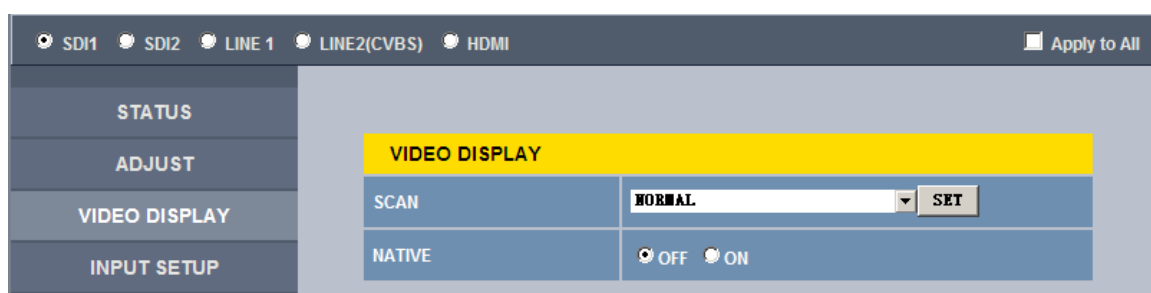 SDI1 SDI2 LINE 1 LINE2(CVBS) HDMI Apply to All
STATUS
ADJUST
VIDEO DISPLAY
INPUT SETUP
VIDEO DISPLAY
SCAN NORMAL SET
NATIVE OFF ON